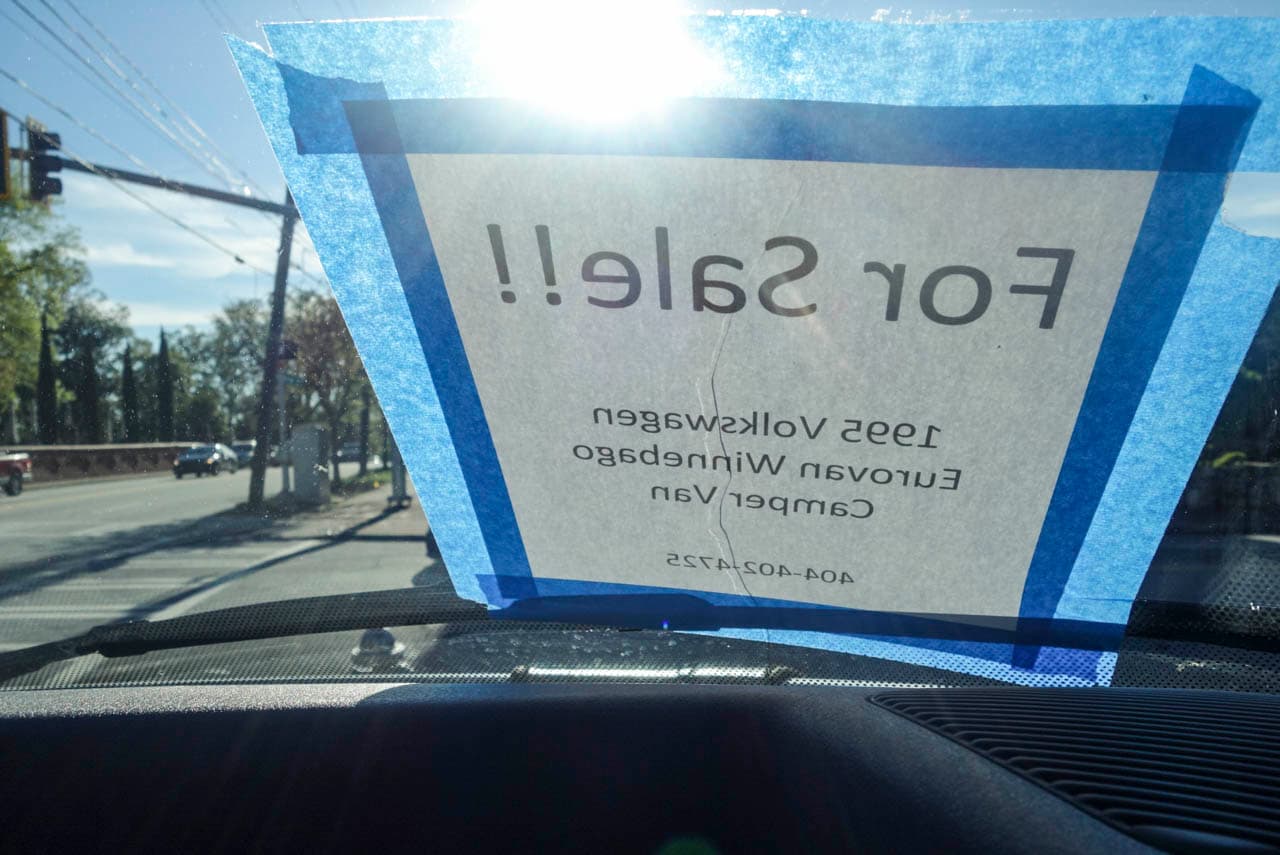 For Sale!!
1995 Volkswagen
Eurovan Winnebago
Camper Van
404-402-4725